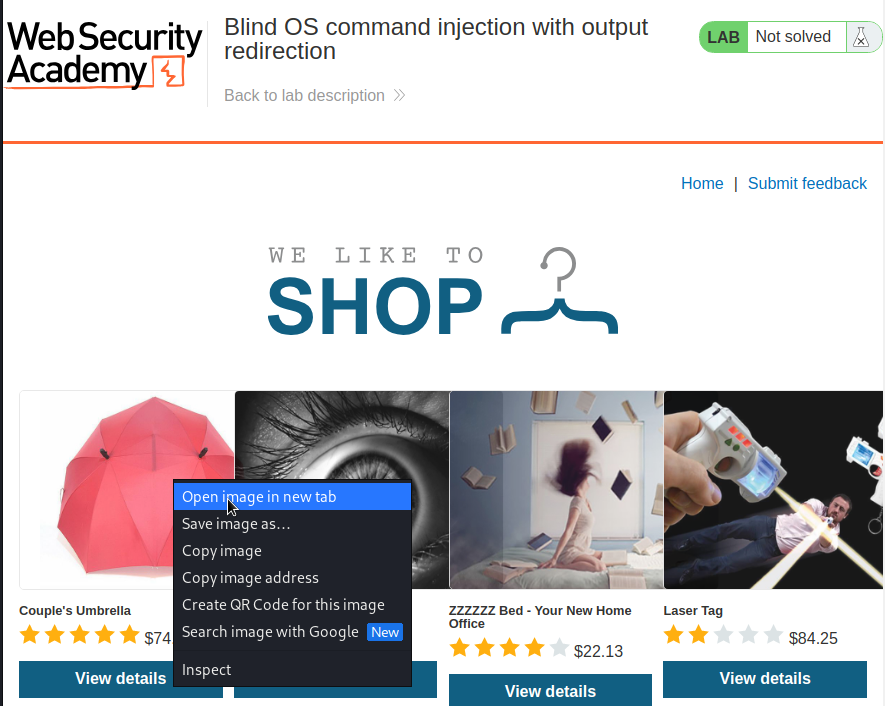 Web Security
Academy
Blind OS command injection with output
redirection
Back to lab description
LAB Not solved
Home | Submit feedback
WE LIKE TO
SHOP
Open image in new tab
Save image as...
Copy image
Copy image address
Create QR Code for this image
Search image with Google New
Inspect
Couple's Umbrella
$74
View details
ZZZZZZ Bed - Your New Home
Office
$22.13
View details
Laser Tag
$84.25
View details